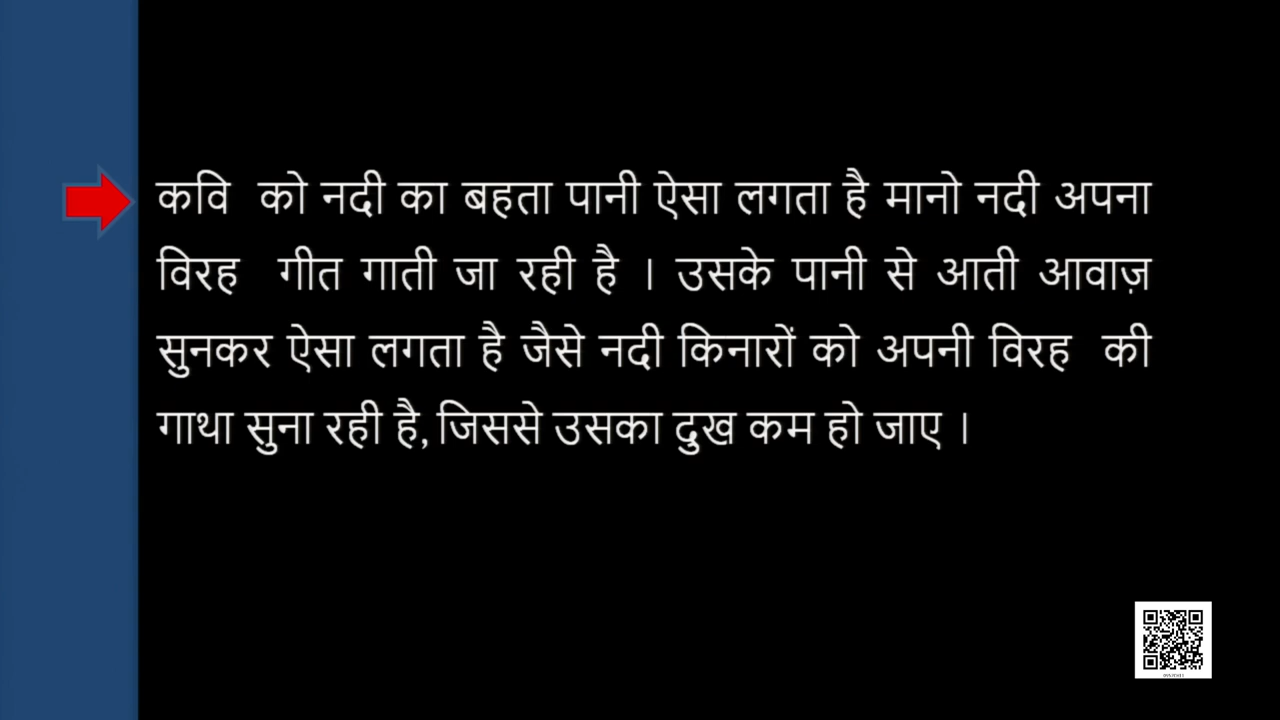 कवि को नदी का बहता पानी ऐसा लगता है मानो नदी अपना
विरह गीत गाती जा रही है । उसके पानी से आती आवाज़
सुनकर ऐसा लगता है जैसे नदी किनारों को अपनी विरह की
गाथा सुना रही है, जिससे उसका दुख कम हो जाए ।